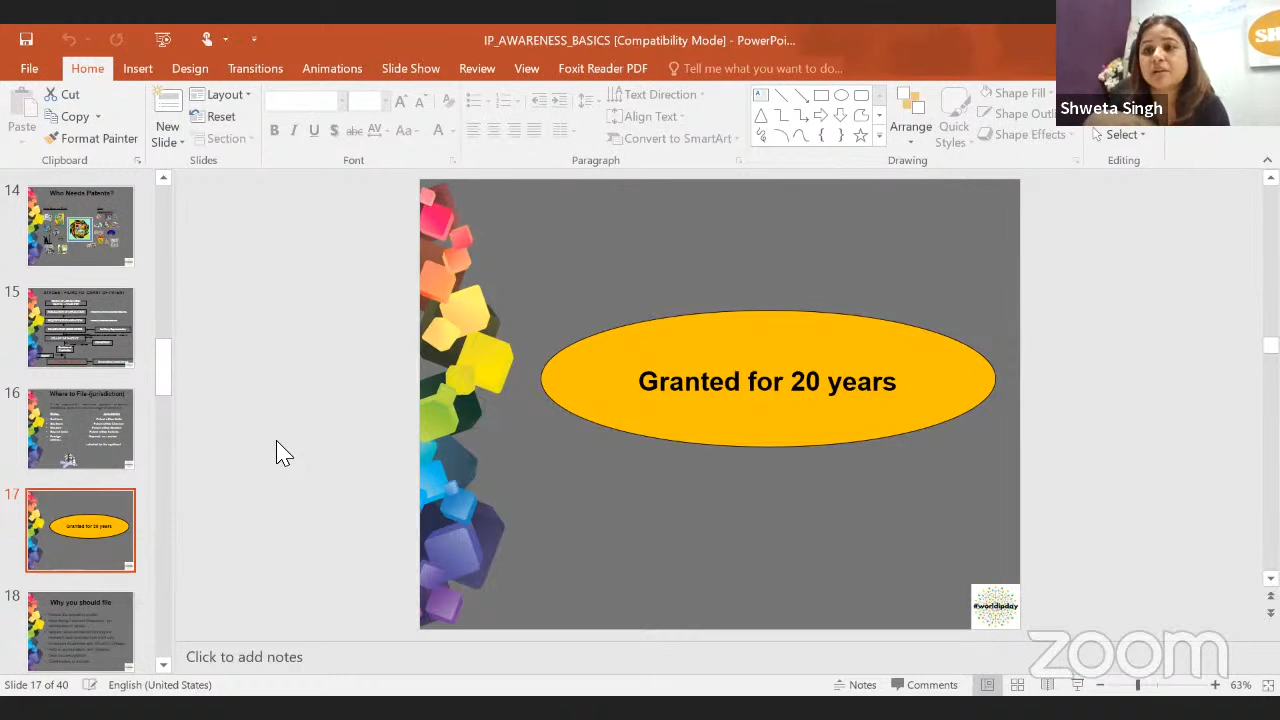 IP_AWARENESS_BASICS [Compatibility Mode] - PowerPoi...
SH
File Home Insert Design Transitions Animations Slide Show Review View Foxit Reader PDF Tell me what you want to do...
Paste
Cut
Copy
Format Painter
Clipboard
New
Slide
Layout
Reset
Section
Slides
B I U S abc AV Aa A
Font
Text Direction
Align Text
Convert to SmartArt
Paragraph
Arrange
Quick
Styles
Shape Fill
Shape Outli
Shape Effects
Drawing
Select
Editing
Shweta Singh
14
Who Needs Patents?
15
16
Where to File-(jurisdiction)
17
Granted for 20 years
18
Why you should file
Granted for 20 years
#worldipday
Click to add notes
zoom
Slide 17 of 40 English (United States) Notes Comments 63%